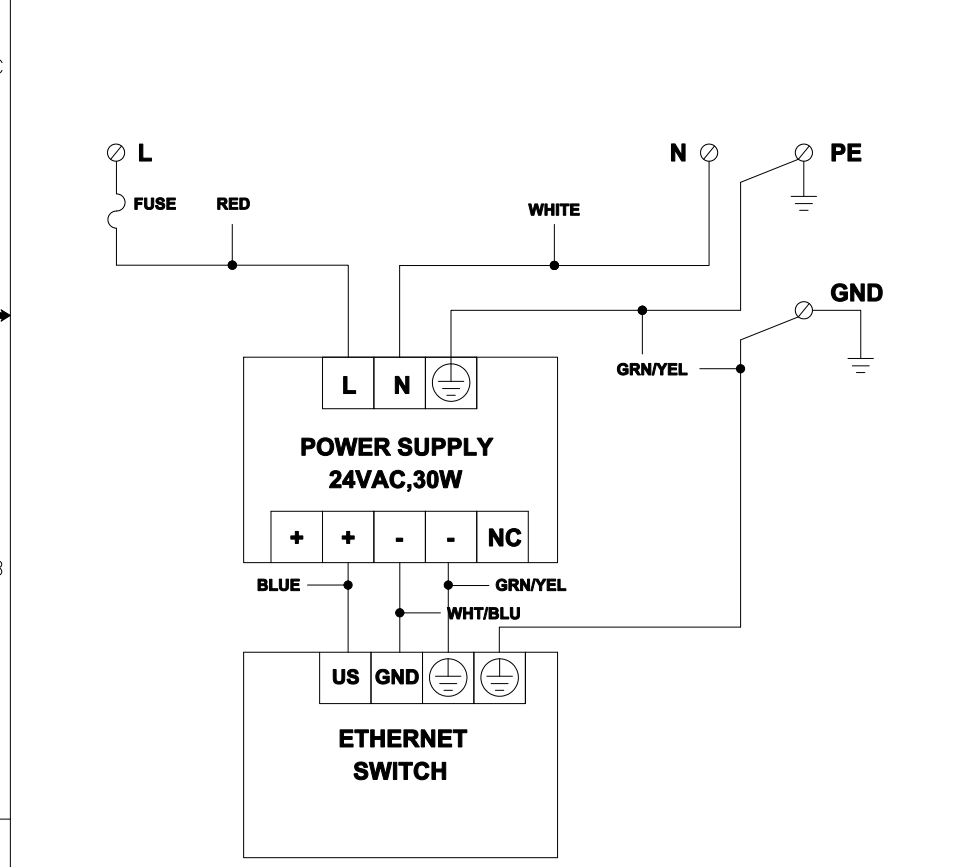 C
L
N
PE
FUSE
RED
WHITE
GND
GRN/YEL
L N
POWER SUPPLY
24VAC,30W
+ + - - NC
BLUE
GRN/YEL
WHT/BLU
US GND
ETHERNET
SWITCH